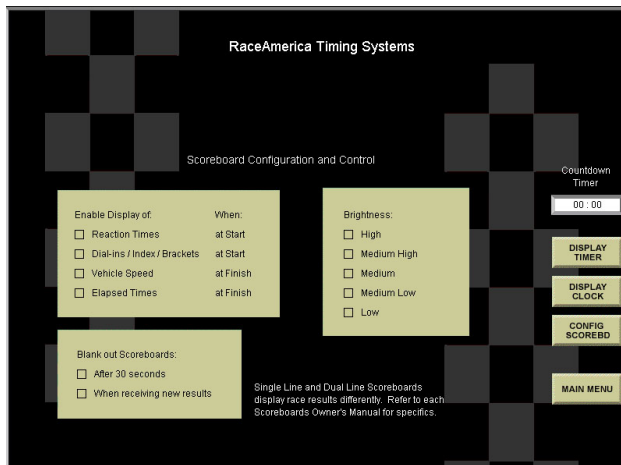 RaceAmerica Timing Systems
Scoreboard Configuration and Control
Countdown
Timer
00 : 00
Enable Display of: When:
Reaction Times at Start
Dial-ins / Index / Brackets at Start
Vehicle Speed at Finish
Elapsed Times at Finish
Brightness:
High
Medium High
Medium
Medium Low
Low
DISPLAY
TIMER
DISPLAY
CLOCK
CONFIG
SCOREBD
MAIN MENU
Blank out Scoreboards:
After 30 seconds
When receiving new results
Single Line and Dual Line Scoreboards
display race results differently. Refer to each
Scoreboards Owner's Manual for specifics.